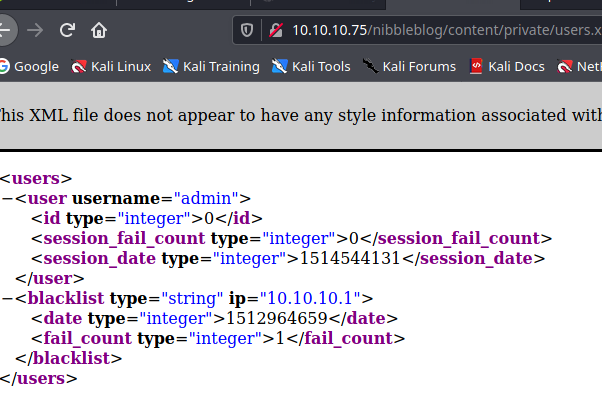 10.10.10.75/nibbleblog/content/private/users.x
Google Kali Linux Kali Training Kali Tools Kali Forums Kali Docs NetH
his XML file does not appear to have any style information associated with
<users>
−<user username="admin">
<id type="integer">0</id>
<session_fail_count type="integer">0</session_fail_count>
<session_date type="integer">1514544131</session_date>
</user>
−<blacklist type="string" ip="10.10.10.1">
<date type="integer">1512964659</date>
<fail_count type="integer">1</fail_count>
</blacklist>
</users>